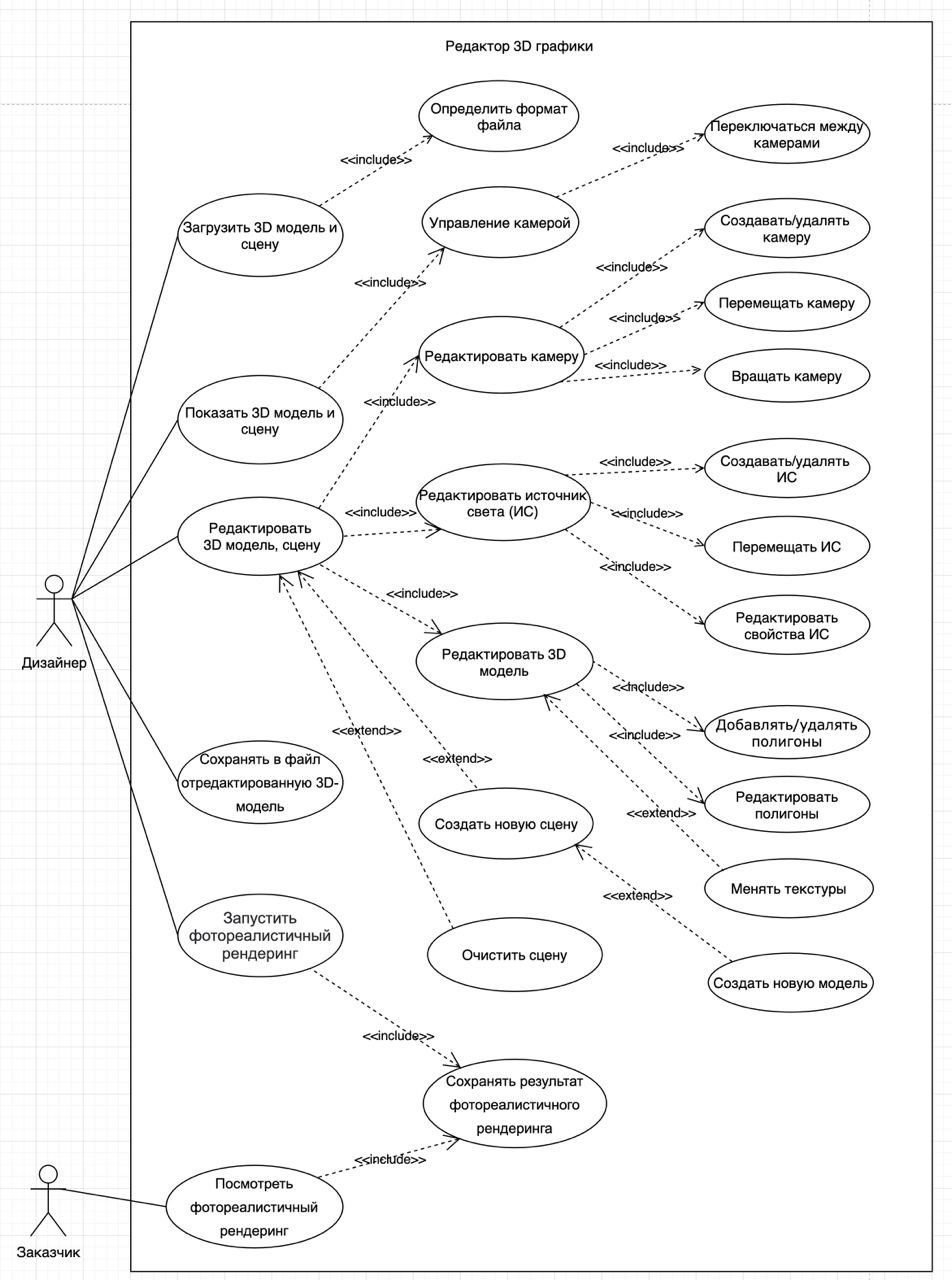 Редактор 3D графики
Определить формат
файла
Переключаться между
камерами
<<include>>
<<include>>
Загрузить 3D модель и
сцену
Управление камерой
Создавать/удалять
камеру
<<include>>
<<include>>
Перемещать камеру
<<include>>
Редактировать камеру
<<include>>
Вращать камеру
<<include>>
Показать 3D модель и
сцену
Создавать/удалять
ИС
<<include>>
Редактировать источник
света (ИС)
<<include>>
<<include>>
Редактировать
3D модель, сцену
Перемещать ИС
<<include>>
<<include>>
Редактировать
свойства ИС
Дизайнер
Редактировать 3D
модель
<<include>>
Добавлять/удалять
полигоны
<<extend>>
<<include>>
<<extend>>
Сохранять в файл
отредактированную 3D-
модель
Редактировать
полигоны
<<extend>>
Создать новую сцену
Менять текстуры
<<extend>>
Запустить
фотореалистичный
рендеринг
Очистить сцену
Создать новую модель
<<include>>
Сохранять результат
фотореалистичного
рендеринга
<<include>>
Посмотреть
фотореалистичный
рендеринг
Заказчик